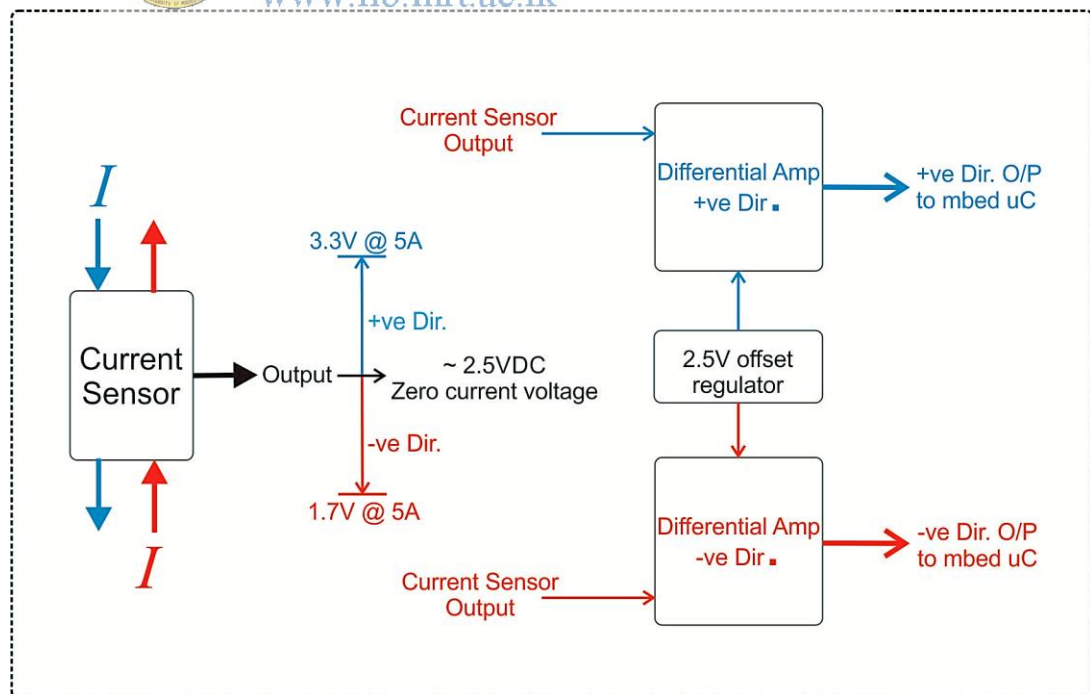 I
Current
Sensor
I
Output
3.3V @ 5A
+ve Dir.
~ 2.5VDC
Zero current voltage
-ve Dir.
1.7V @ 5A
Current Sensor
Output
Differential Amp
+ve Dir.
+ve Dir. O/P
to mbed uC
2.5V offset
regulator
Differential Amp
-ve Dir.
-ve Dir. O/P
to mbed uC
Current Sensor
Output